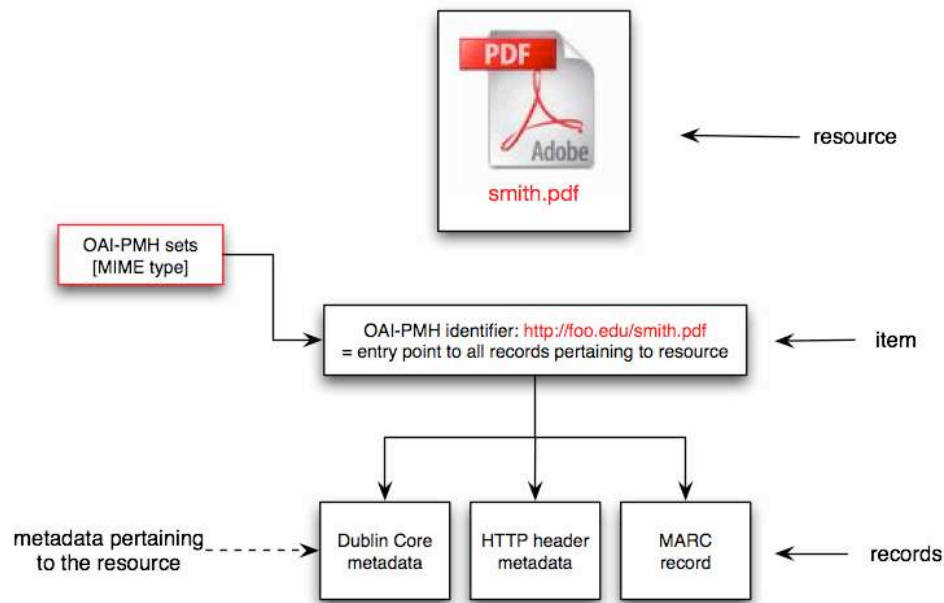 PDF
Adobe
smith.pdf
resource
OAI-PMH sets
[MIME type]
OAI-PMH identifier: http://foo.edu/smith.pdf
= entry point to all records pertaining to resource
item
metadata pertaining
to the resource
Dublin Core
metadata
HTTP header
metadata
MARC
record
records